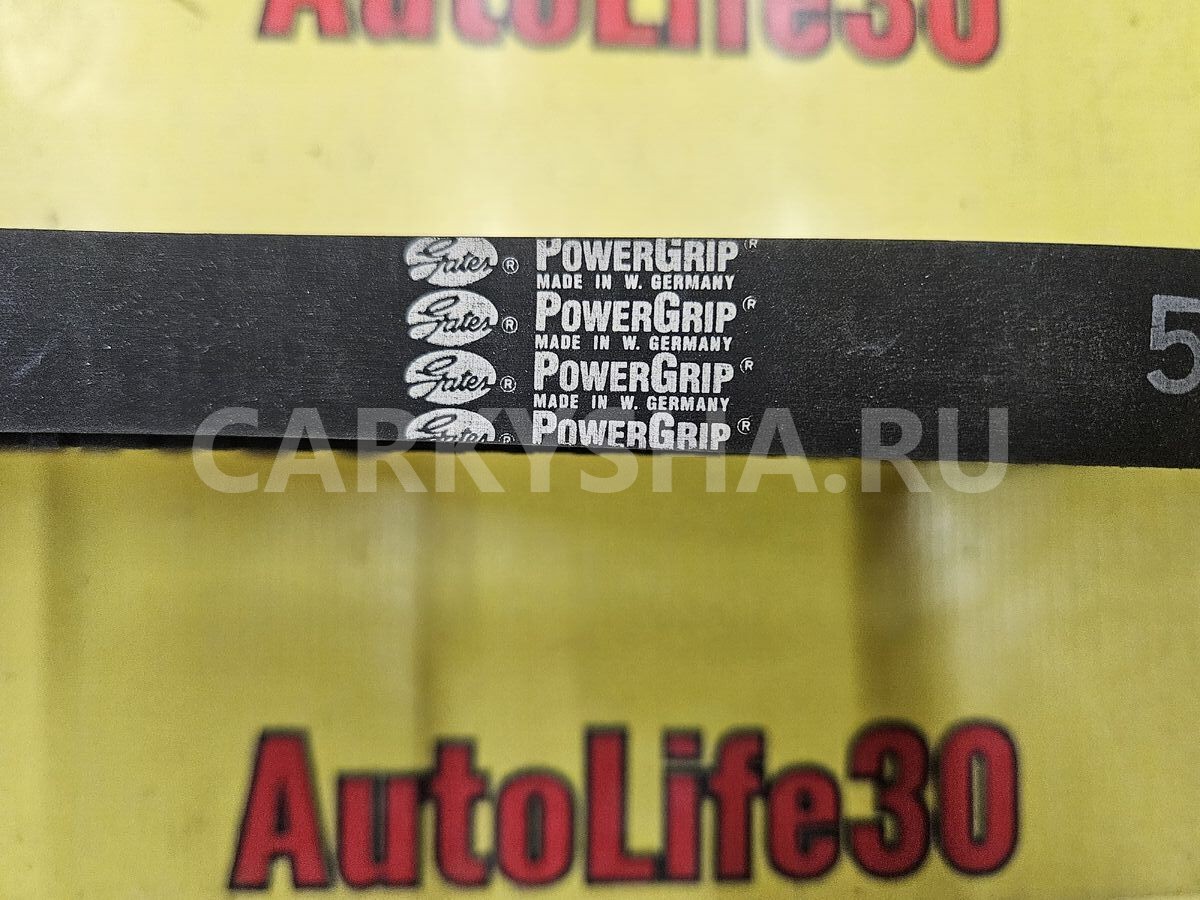 AutoLife30
Gates ® POWERGRIP ®
MADE IN W. GERMANY
Gates ® POWERGRIP ®
MADE IN W. GERMANY
Gates ® POWERGRIP ®
MADE IN W. GERMANY
Gates ® POWERGRIP ®
5
CARKYSHA.RU
AutoLife30